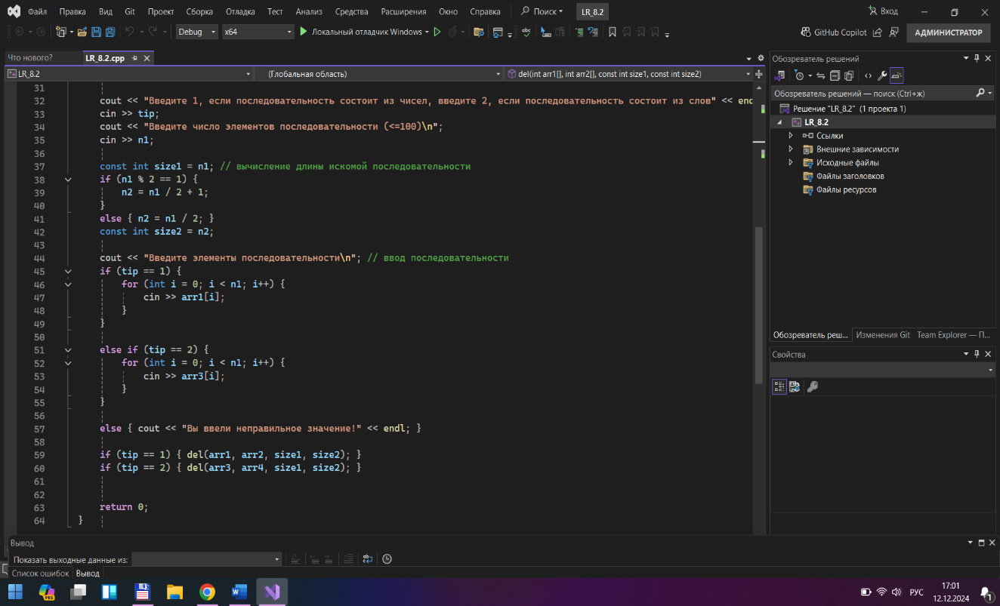 Файл Правка Вид Git Проект Сборка Отладка Тест Анализ Средства Расширения Окно Справка Поиск LR_8.2 Вход
Debug x64 Локальный отладчик Windows GitHub Copilot АДМИНИСТРАТОР
Что нового? LR_8.2.cpp
LR_8.2 (Глобальная область) del(int arr1[], int arr2[], const int size1, const int size2)
31
32 cout << "Введите 1, если последовательность состоит из чисел, введите 2, если последовательность состоит из слов" << end
33 cin >> tip;
34 cout << "Введите число элементов последовательности (<=100)\n";
35 cin >> n1;
36
37 const int size1 = n1; // вычисление длины искомой последовательности
38 if (n1 % 2 == 1) {
39 n2 = n1 / 2 + 1;
40 }
41 else { n2 = n1 / 2; }
42 const int size2 = n2;
43
44 cout << "Введите элементы последовательности\n"; // ввод последовательности
45 if (tip == 1) {
46 for (int i = 0; i < n1; i++) {
47 cin >> arr1[i];
48 }
49 }
50
51 else if (tip == 2) {
52 for (int i = 0; i < n1; i++) {
53 cin >> arr3[i];
54 }
55 }
56
57 else { cout << "Вы ввели неправильное значение!" << endl; }
58
59 if (tip == 1) { del(arr1, arr2, size1, size2); }
60 if (tip == 2) { del(arr3, arr4, size1, size2); }
61
62
63 return 0;
64 }
Обозреватель решений
Обозреватель решений — поиск (Ctrl+ж)
Решение "LR_8.2" (1 проекта 1)
LR_8.2
Ссылки
Внешние зависимости
Исходные файлы
Файлы заголовков
Файлы ресурсов
Обозреватель реш... Изменения Git Team Explorer — П...
Свойства
Вывод
Показать выходные данные из:
Список ошибок Вывод
PRE
РУС
17:01
12.12.2024
1